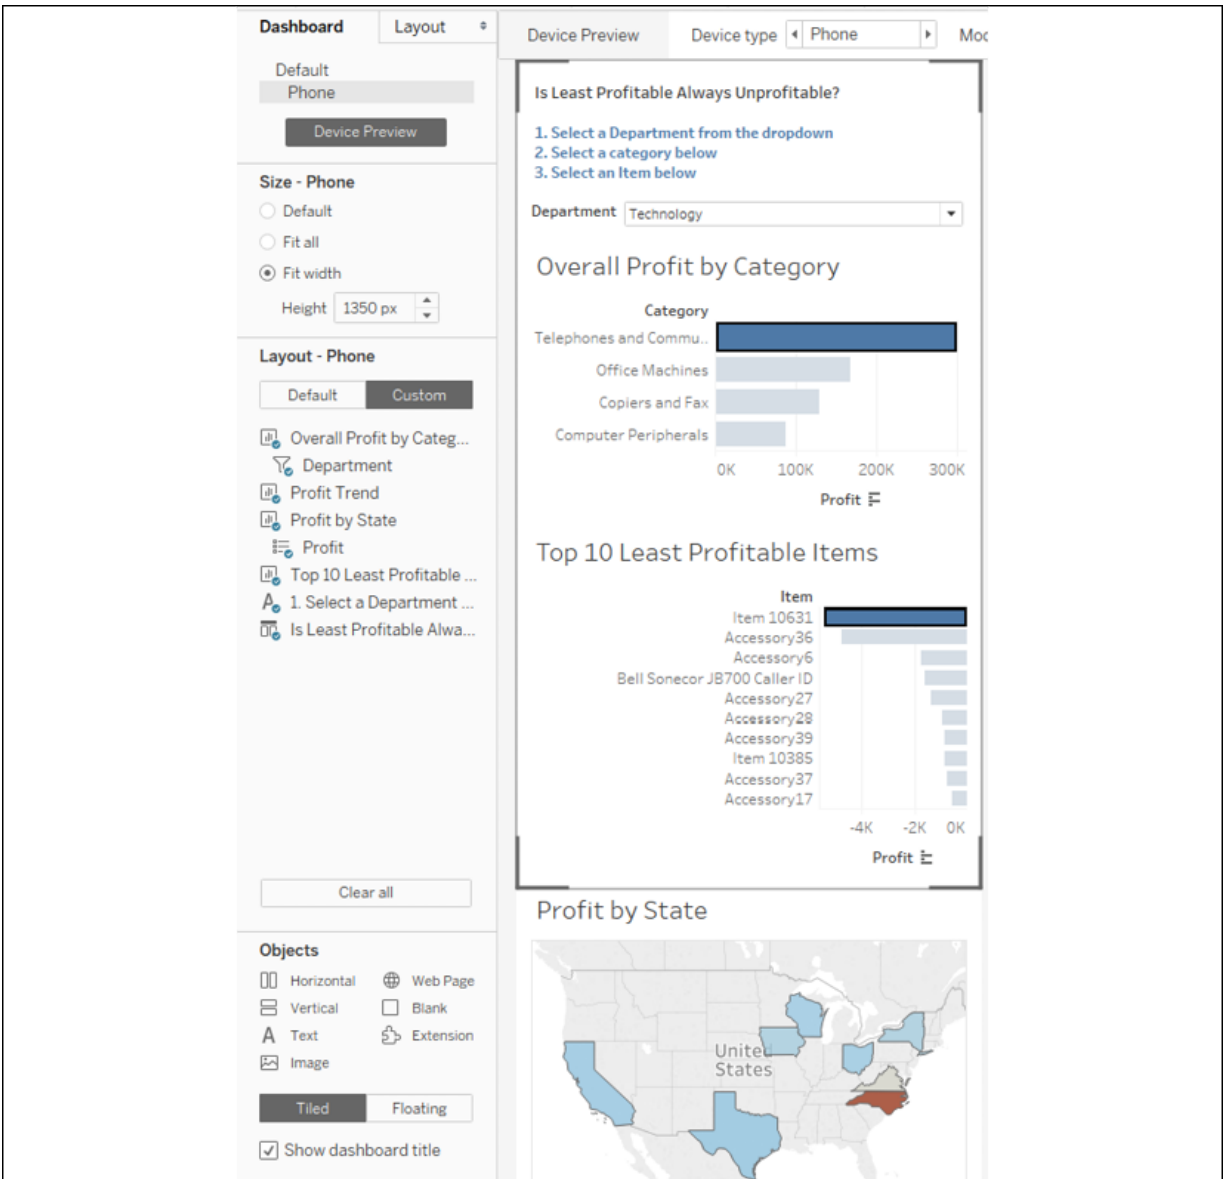 Dashboard
Layout
Default
Phone
Device Preview
Size - Phone
Default
Fit all
Fit width
Height 1350 px
Layout - Phone
Default
Custom
Overall Profit by Categ...
Department
Profit Trend
Profit by State
Profit
Top 10 Least Profitable ...
1. Select a Department ...
Is Least Profitable Alwa...
Clear all
Objects
Horizontal
Web Page
Vertical
Blank
Text
Extension
Image
Tiled
Floating
Show dashboard title
Device Preview
Device type
Phone
Moc
Is Least Profitable Always Unprofitable?
1. Select a Department from the dropdown
2. Select a category below
3. Select an Item below
Department Technology
Overall Profit by Category
Category
Telephones and Commu..
Office Machines
Copiers and Fax
Computer Peripherals
0K 100K 200K 300K
Profit
Top 10 Least Profitable Items
Item
Item 10631
Accessory36
Accessory6
Bell Sonecor JB700 Caller ID
Accessory27
Accessory28
Accessory39
Item 10385
Accessory37
Accessory17
-4K -2K 0K
Profit
Profit by State
United
States